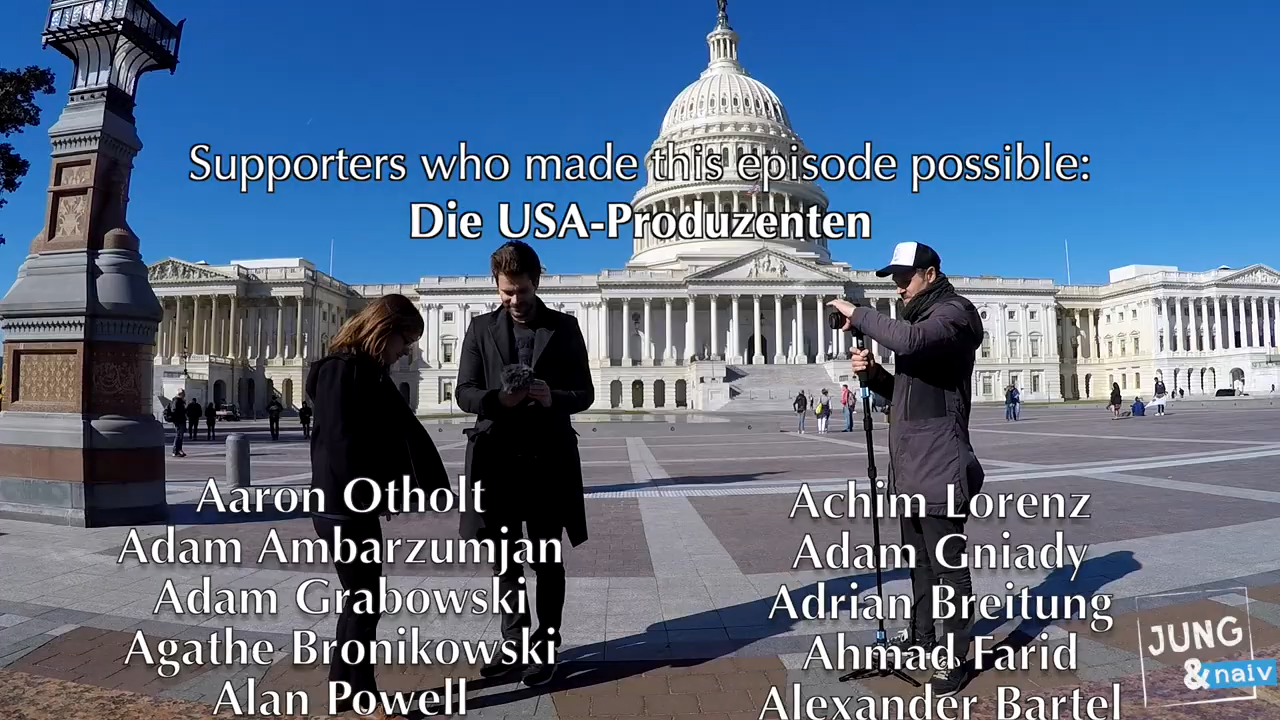 Supporters who made this episode possible:
Die USA-Produzenten
Aaron Otholt
Adam Ambarzumjan
Adam Grabowski
Agathe Bronikowski
Alan Powell
Achim Lorenz
Adam Gniady
Adrian Breitung
Ahmad Farid
Alexander Bartel
JUNG
&naiv